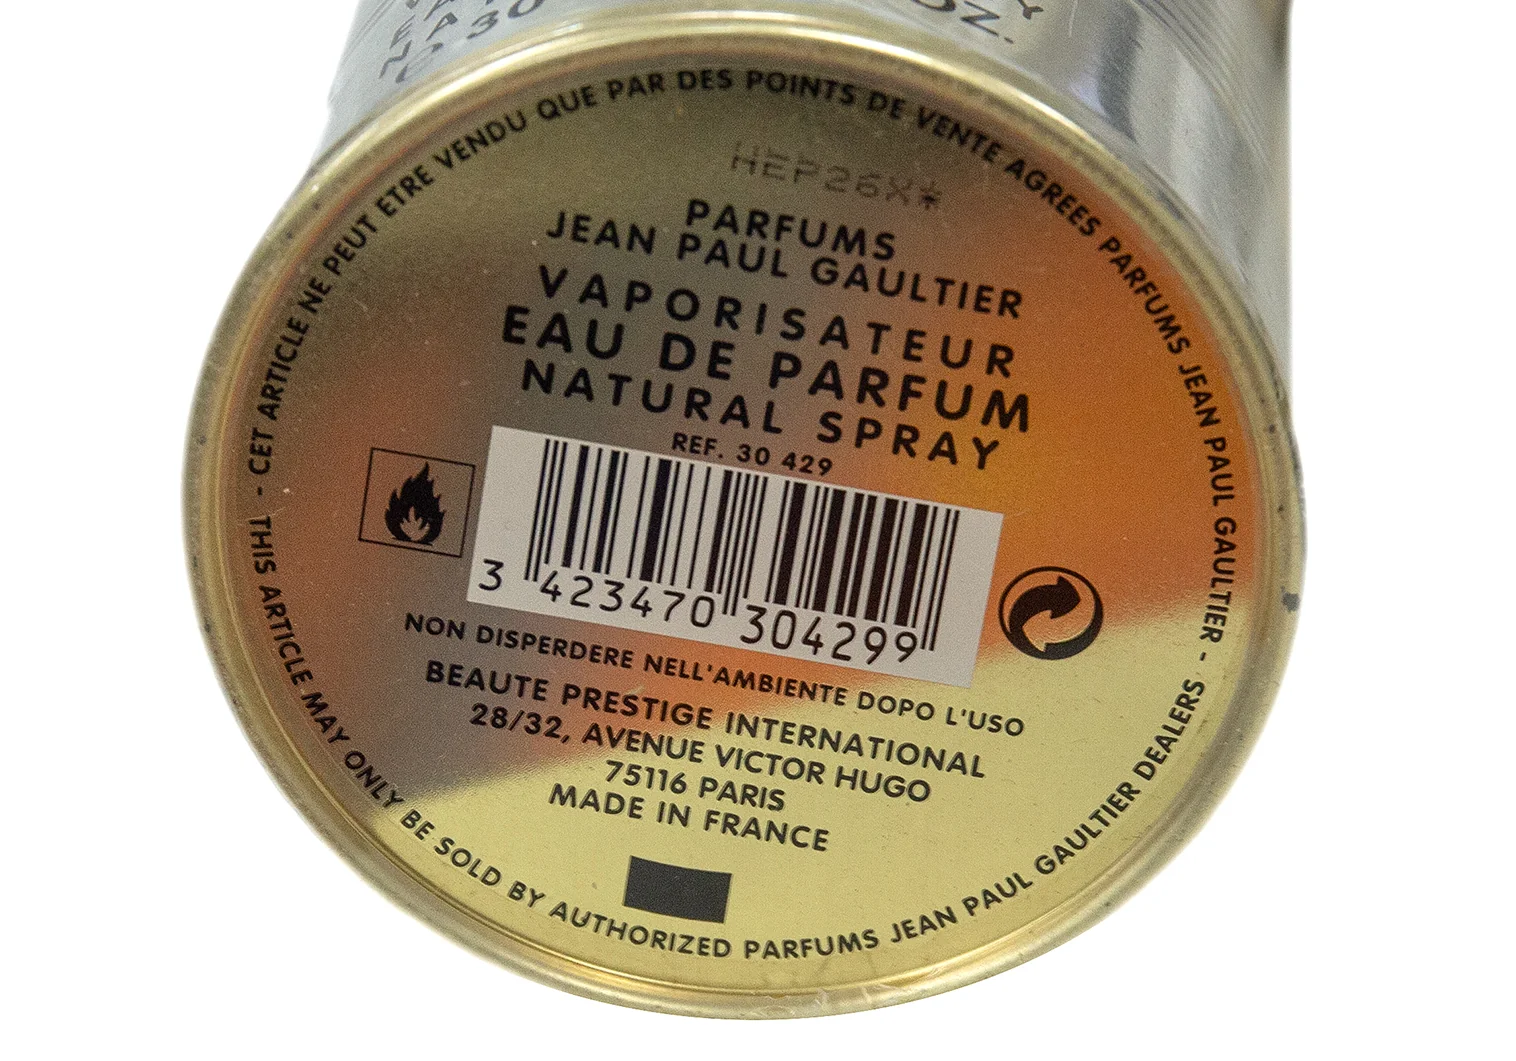 30
OZ.
CET ARTICLE NE PEUT ETRE VENDU QUE PAR DES POINTS DE VENTE AGREES PARFUMS JEAN PAUL GAULTIER -
THIS ARTICLE MAY ONLY BE SOLD BY AUTHORIZED PARFUMS JEAN PAUL GAULTIER DEALERS -
HEP26X*
PARFUMS
JEAN PAUL GAULTIER
VAPORISATEUR
EAU DE PARFUM
NATURAL SPRAY
REF. 30 429
3 423470 304299
NON DISPERDERE NELL'AMBIENTE DOPO L'USO
BEAUTE PRESTIGE INTERNATIONAL
28/32, AVENUE VICTOR HUGO
75116 PARIS
MADE IN FRANCE